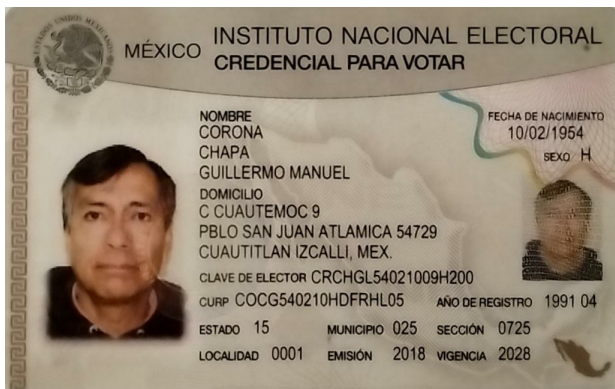 MÉXICO INSTITUTO NACIONAL ELECTORAL
CREDENCIAL PARA VOTAR
NOMBRE
CORONA
CHAPA
GUILLERMO MANUEL
FECHA DE NACIMIENTO
10/02/1954
SEXO H
DOMICILIO
C CUAUTEMOC 9
PBLO SAN JUAN ATLAMICA 54729
CUAUTITLAN IZCALLI, MEX.
CLAVE DE ELECTOR CRCHGL54021009H200
CURP COCG540210HDFRHL05 AÑO DE REGISTRO 1991 04
ESTADO 15 MUNICIPIO 025 SECCIÓN 0725
LOCALIDAD 0001 EMISIÓN 2018 VIGENCIA 2028